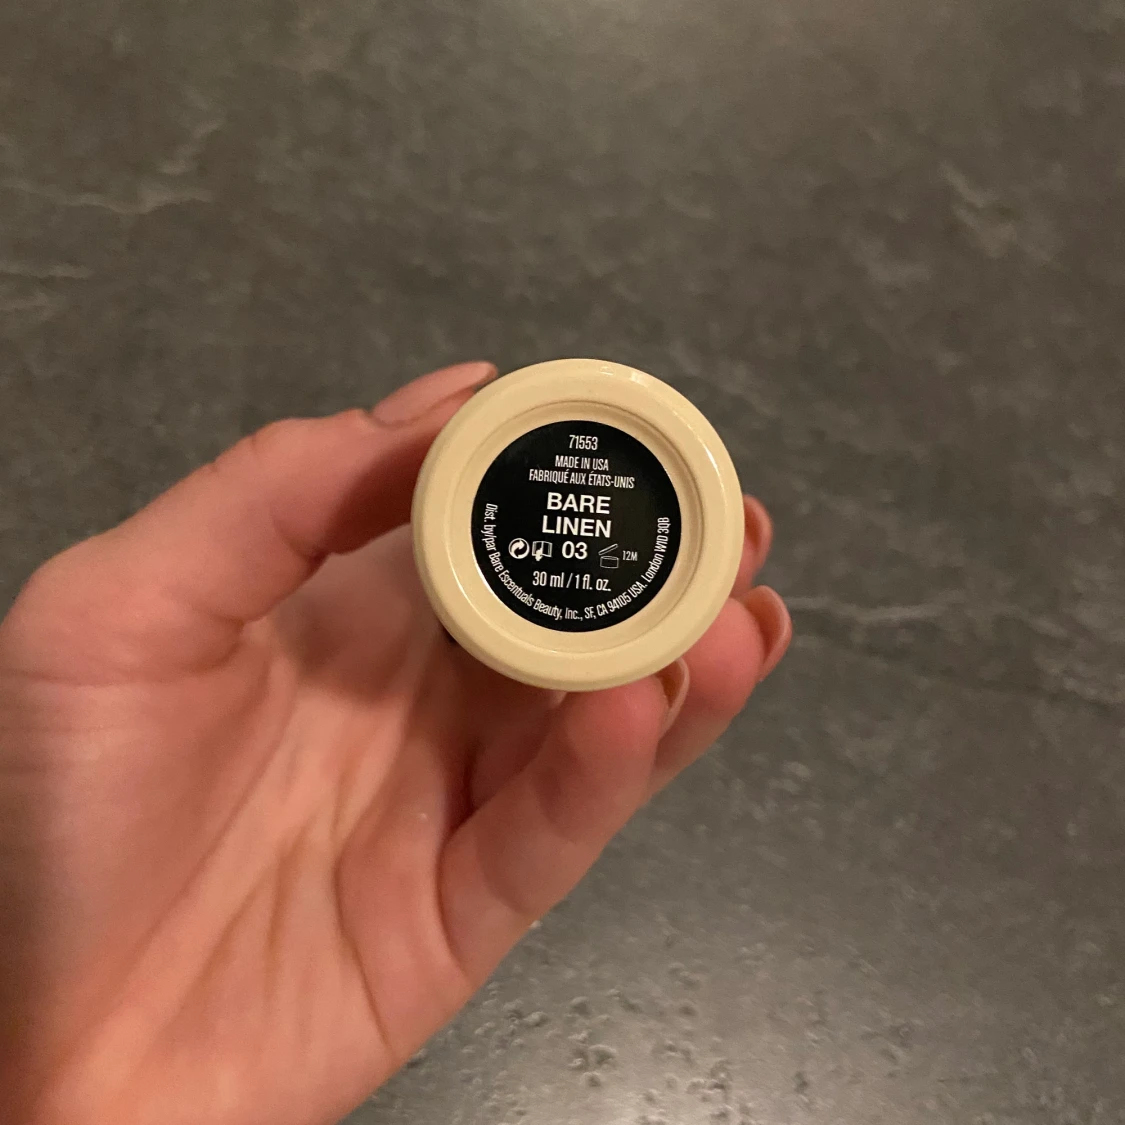 71553
MADE IN USA
FABRIQUÉ AUX ÉTATS-UNIS
BARE
LINEN
03
12M
30 ml / 1 fl. oz.
Dist. by/par Bare Escentuals Beauty, Inc., SF, CA 94105 USA. London W1D 3QB